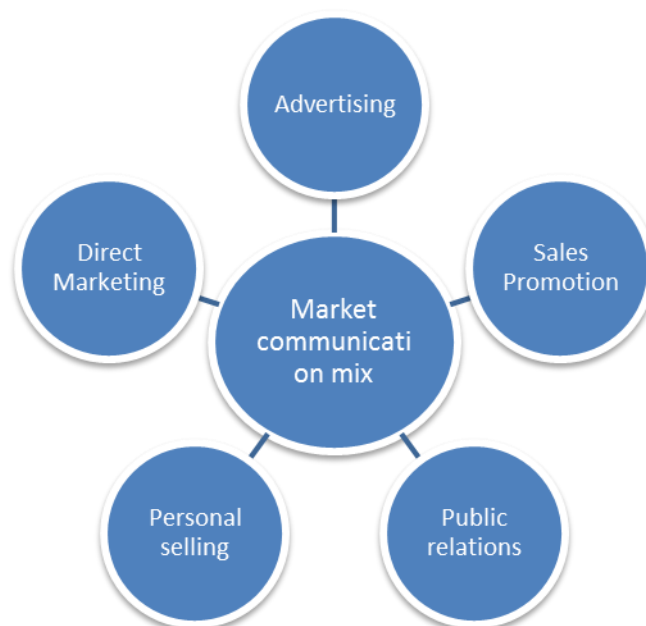 Advertising
Direct
Marketing
Sales
Promotion
Market
communicati
on mix
Personal
selling
Public
relations